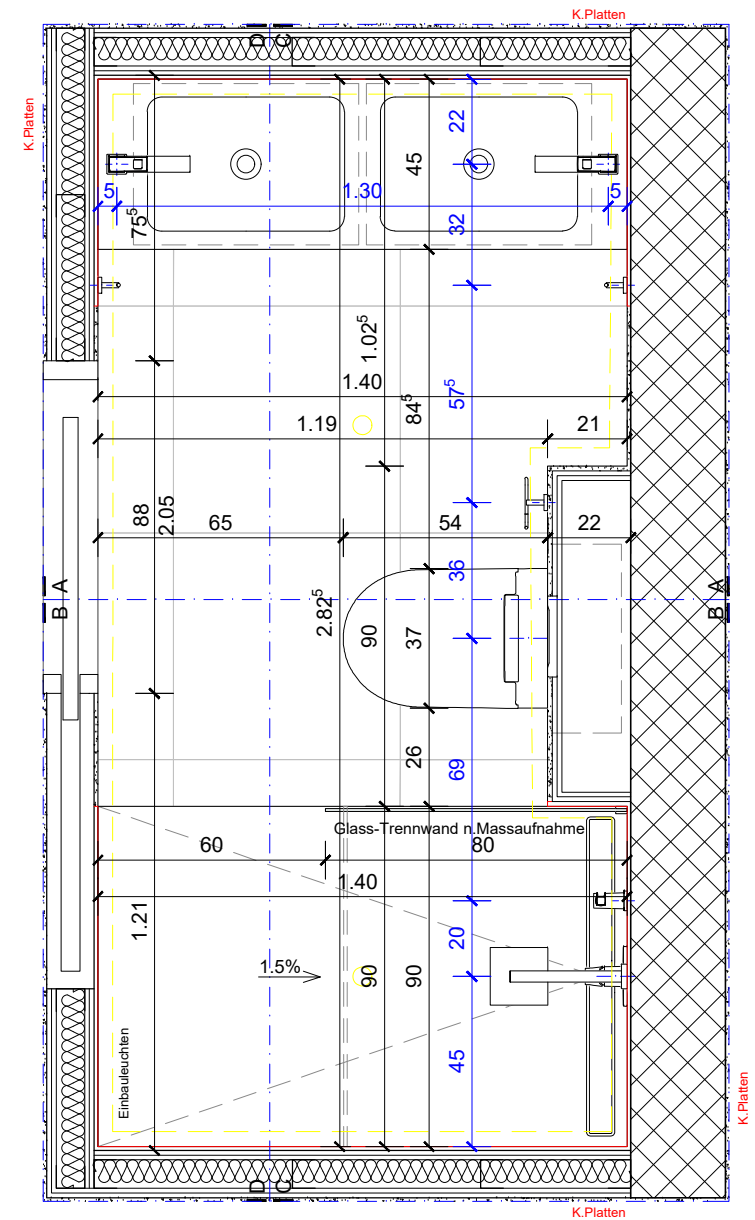 K.Platten
D
C
K.Platten
22
45
5
1.30
5
75⁵
32
1.02⁵
1.40
84⁵
57⁵
1.19
21
88
2.05
65
54
22
A
B
36
2.82⁵
90
37
A
B
26
69
Glass-Trennwand n.Massaufnahme
60
80
1.40
1.21
20
1.5%
90
90
45
Einbauleuchten
K.Platten
D
C
K.Platten